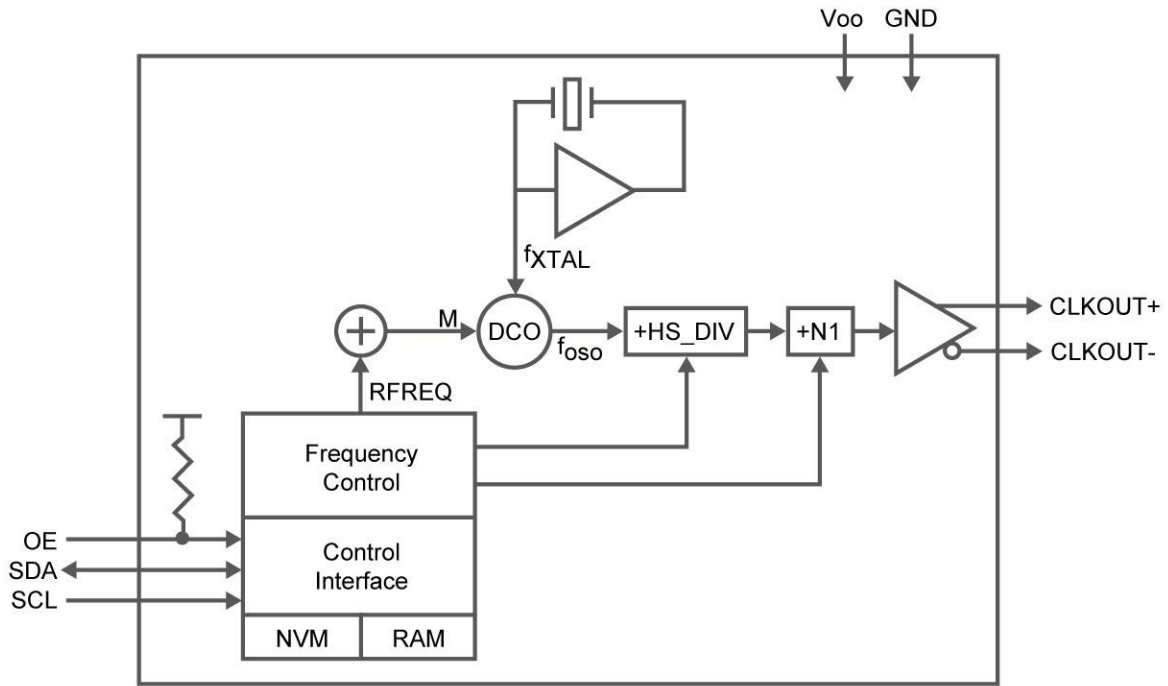 Voo GND
fXTAL
M
DCO
foso
+HS_DIV
+N1
CLKOUT+
CLKOUT-
RFREQ
Frequency
Control
OE
SDA
SCL
Control
Interface
NVM RAM